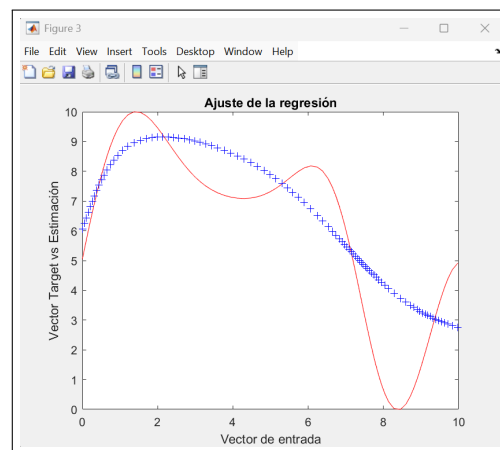 Figure 3
File Edit View Insert Tools Desktop Window Help
Ajuste de la regresión
Vector Target vs Estimación
10
9
8
7
6
5
4
3
2
1
0
0 2 4 6 8 10
Vector de entrada